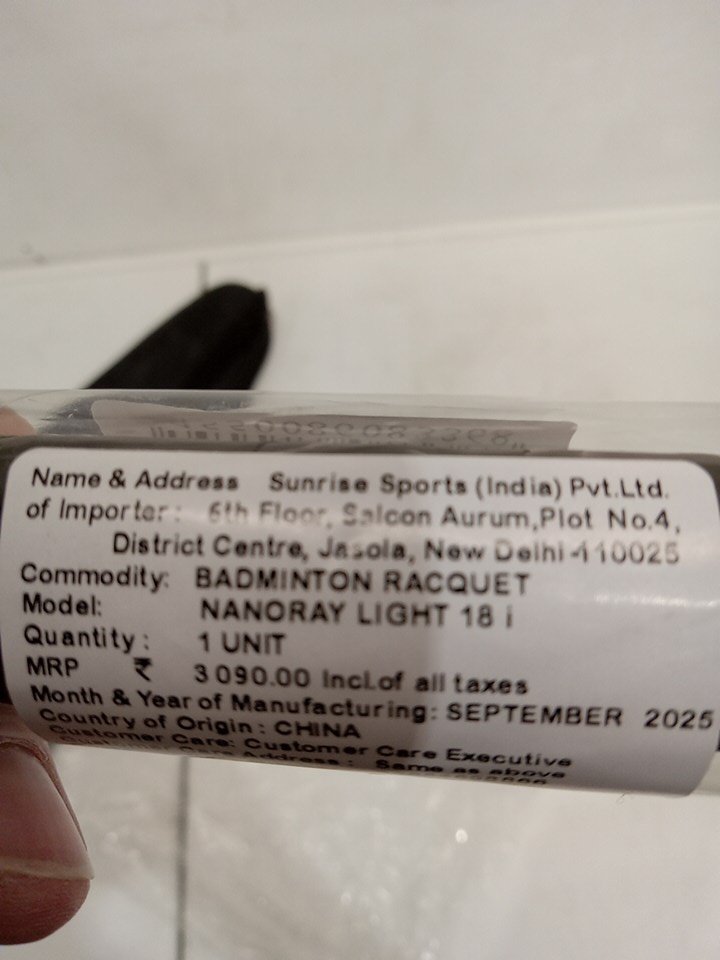 Name & Address Sunrise Sports (India) Pvt.Ltd.
of Importer : 6th Floor, Salcon Aurum,Plot No.4,
District Centre, Jasola, New Delhi-110025
Commodity: BADMINTON RACQUET
Model: NANORAY LIGHT 18 i
Quantity : 1 UNIT
MRP ₹ 3090.00 Incl.of all taxes
Month & Year of Manufacturing: SEPTEMBER 2025
Country of Origin : CHINA
Customer Care: Customer Care Executive
Address : Same as above